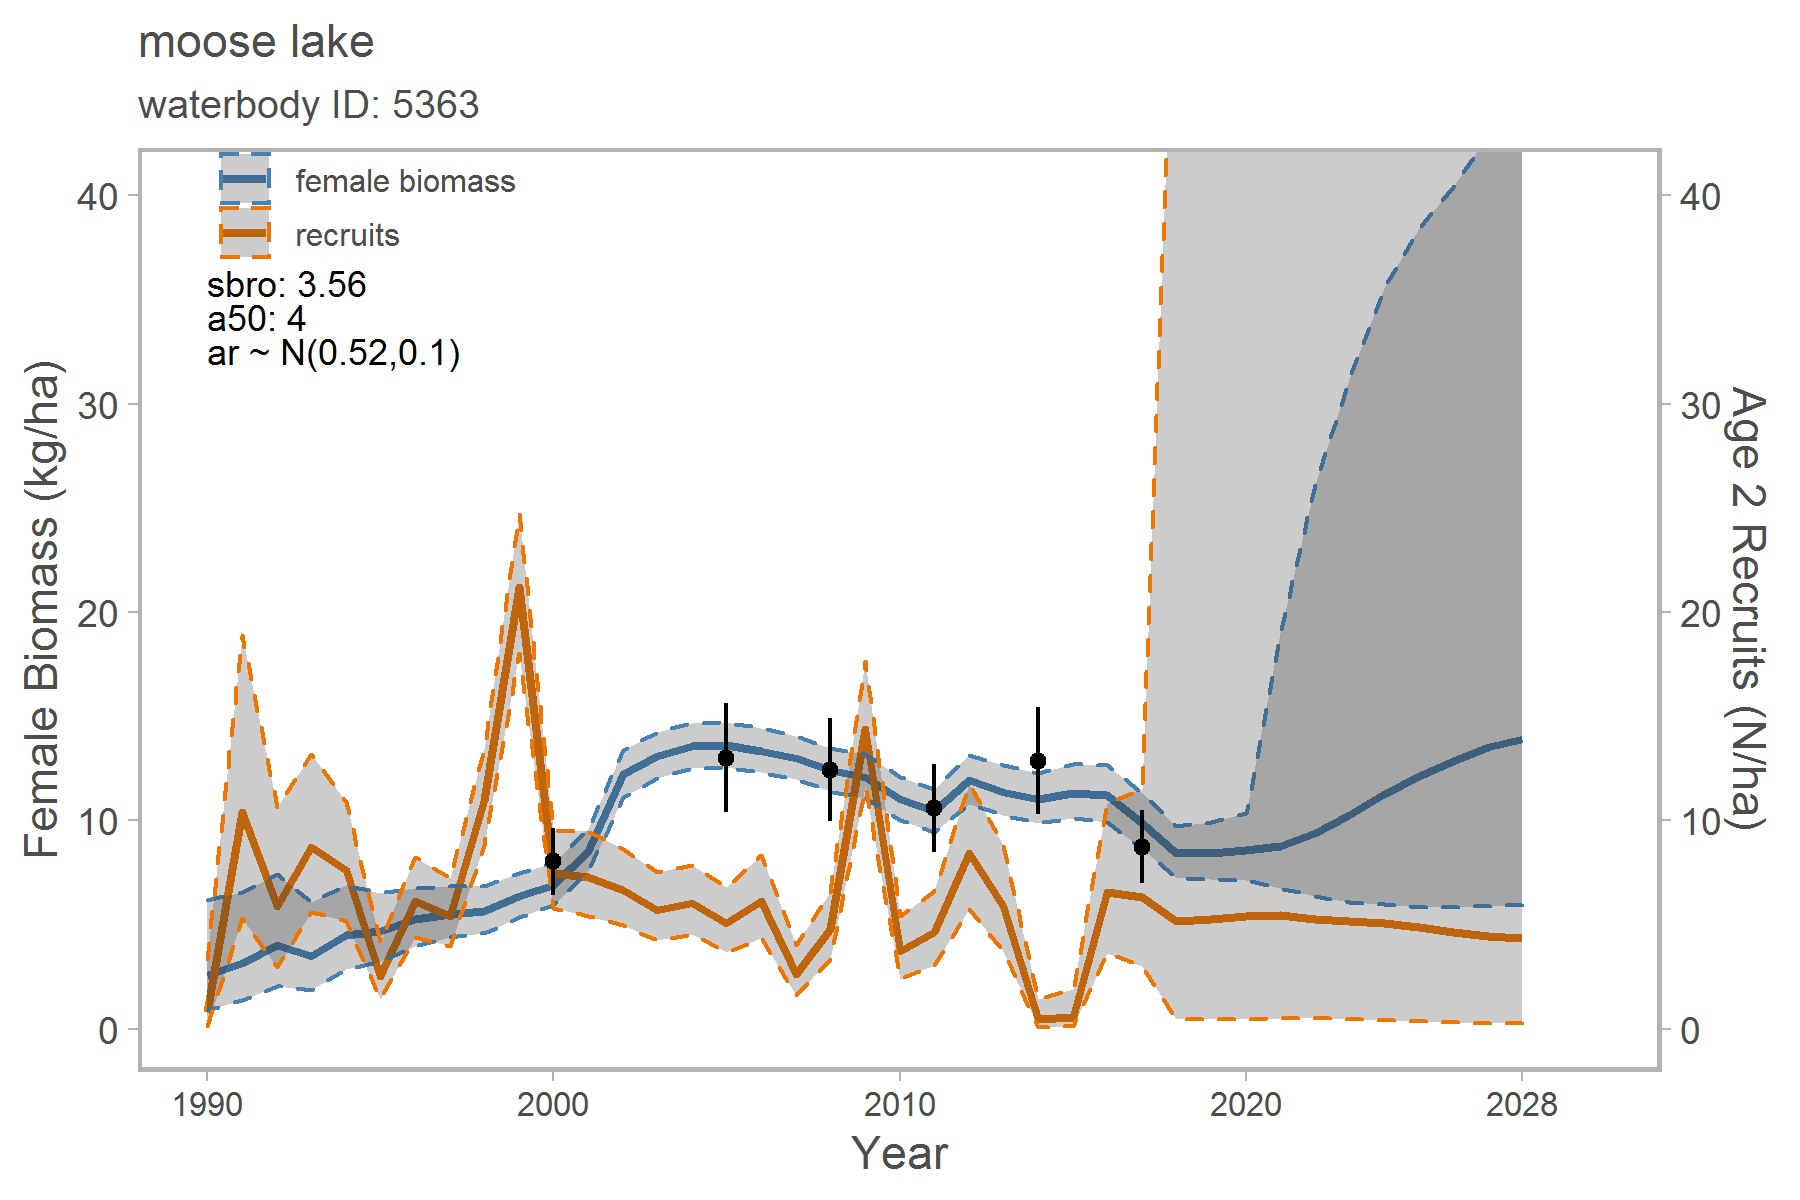 moose lake
waterbody ID: 5363
female biomass
recruits
sbro: 3.56
a50: 4
ar ~ N(0.52,0.1)
Female Biomass (kg/ha)
40
30
20
10
0
40
30
20
10
0
Age 2 Recruits (N/ha)
1990 2000 2010 2020 2028
Year